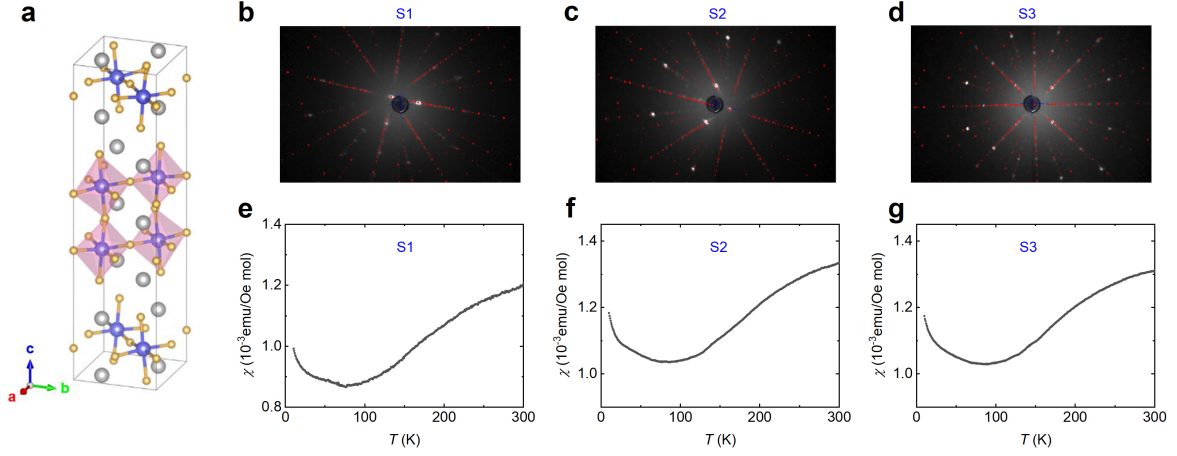 a
b
S1
c
S2
d
S3
c
a
b
e
S1
1.4
1.2
1.0
0.8
χ (10⁻³emu/Oe mol)
0
100
200
300
T (K)
f
S2
1.4
1.2
1.0
χ (10⁻³emu/Oe mol)
0
100
200
300
T (K)
g
S3
1.4
1.2
1.0
χ (10⁻³emu/Oe mol)
0
100
200
300
T (K)